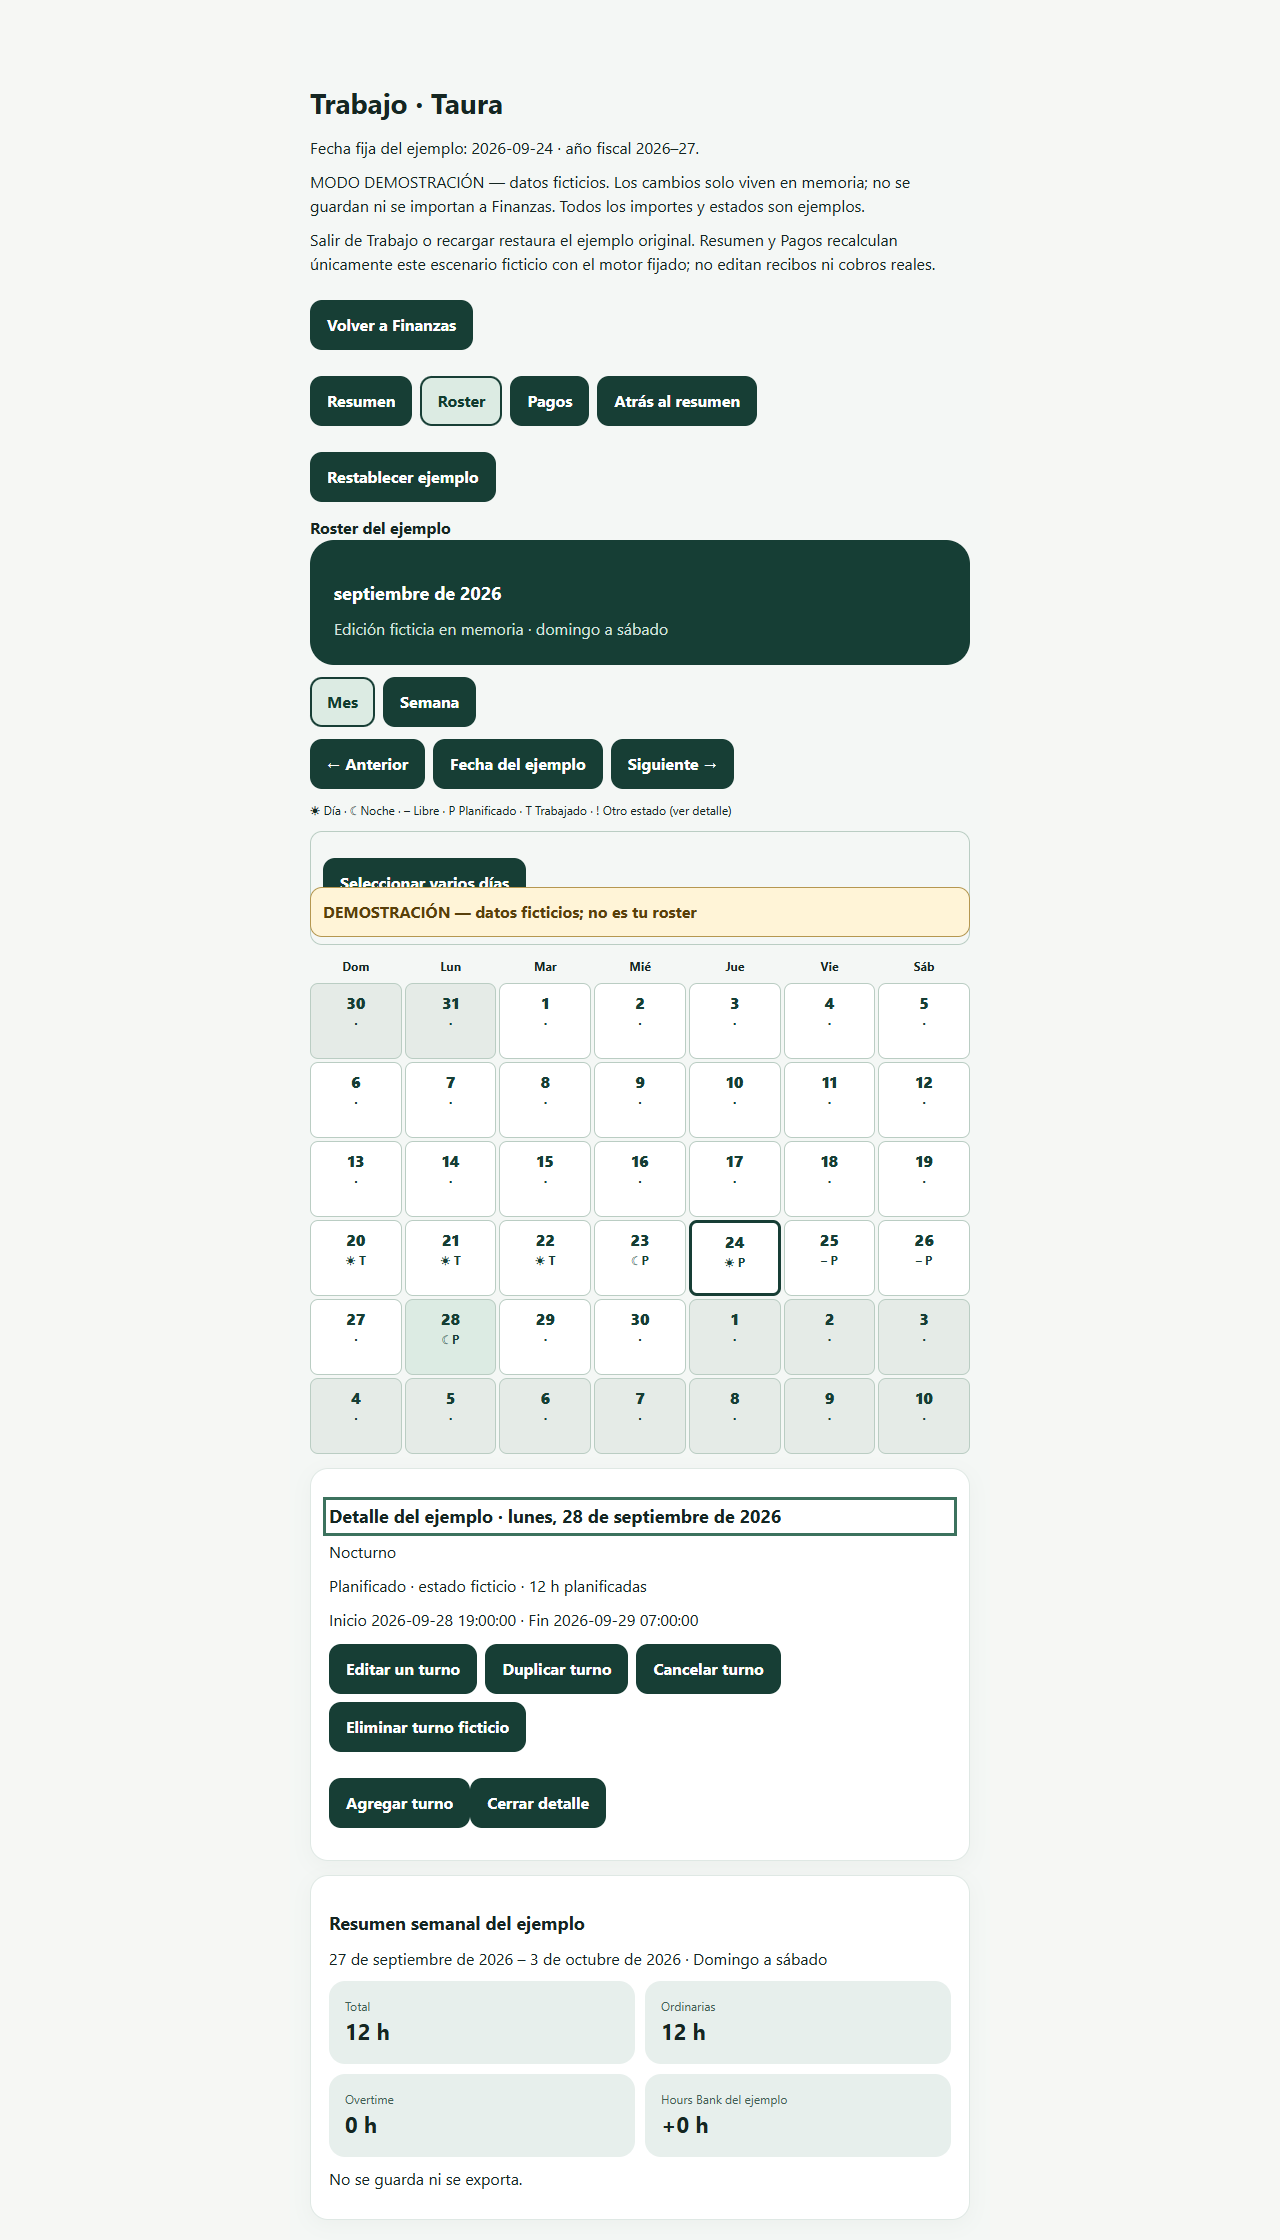 Trabajo · Taura
Fecha fija del ejemplo: 2026-09-24 · año fiscal 2026–27.
MODO DEMOSTRACIÓN — datos ficticios. Los cambios solo viven en memoria; no se
guardan ni se importan a Finanzas. Todos los importes y estados son ejemplos.
Salir de Trabajo o recargar restaura el ejemplo original. Resumen y Pagos recalculan
únicamente este escenario ficticio con el motor fijado; no editan recibos ni cobros reales.
Volver a Finanzas
Resumen Roster Pagos Atrás al resumen
Restablecer ejemplo
Roster del ejemplo
septiembre de 2026
Edición ficticia en memoria · domingo a sábado
Mes Semana
← Anterior Fecha del ejemplo Siguiente →
☀ Día · ☾ Noche · – Libre · P Planificado · T Trabajado · ! Otro estado (ver detalle)
Seleccionar varios días
DEMOSTRACIÓN — datos ficticios; no es tu roster
Dom Lun Mar Mié Jue Vie Sáb
30 31 1 2 3 4 5
· · · · · · ·
6 7 8 9 10 11 12
· · · · · · ·
13 14 15 16 17 18 19
· · · · · · ·
20 21 22 23 24 25 26
☀ T ☀ T ☀ T ☾ P ☀ P – P – P
27 28 29 30 1 2 3
· ☾ P · · · · ·
4 5 6 7 8 9 10
· · · · · · ·
Detalle del ejemplo · lunes, 28 de septiembre de 2026
Nocturno
Planificado · estado ficticio · 12 h planificadas
Inicio 2026-09-28 19:00:00 · Fin 2026-09-29 07:00:00
Editar un turno Duplicar turno Cancelar turno
Eliminar turno ficticio
Agregar turno Cerrar detalle
Resumen semanal del ejemplo
27 de septiembre de 2026 – 3 de octubre de 2026 · Domingo a sábado
Total Ordinarias
12 h 12 h
Overtime Hours Bank del ejemplo
0 h +0 h
No se guarda ni se exporta.